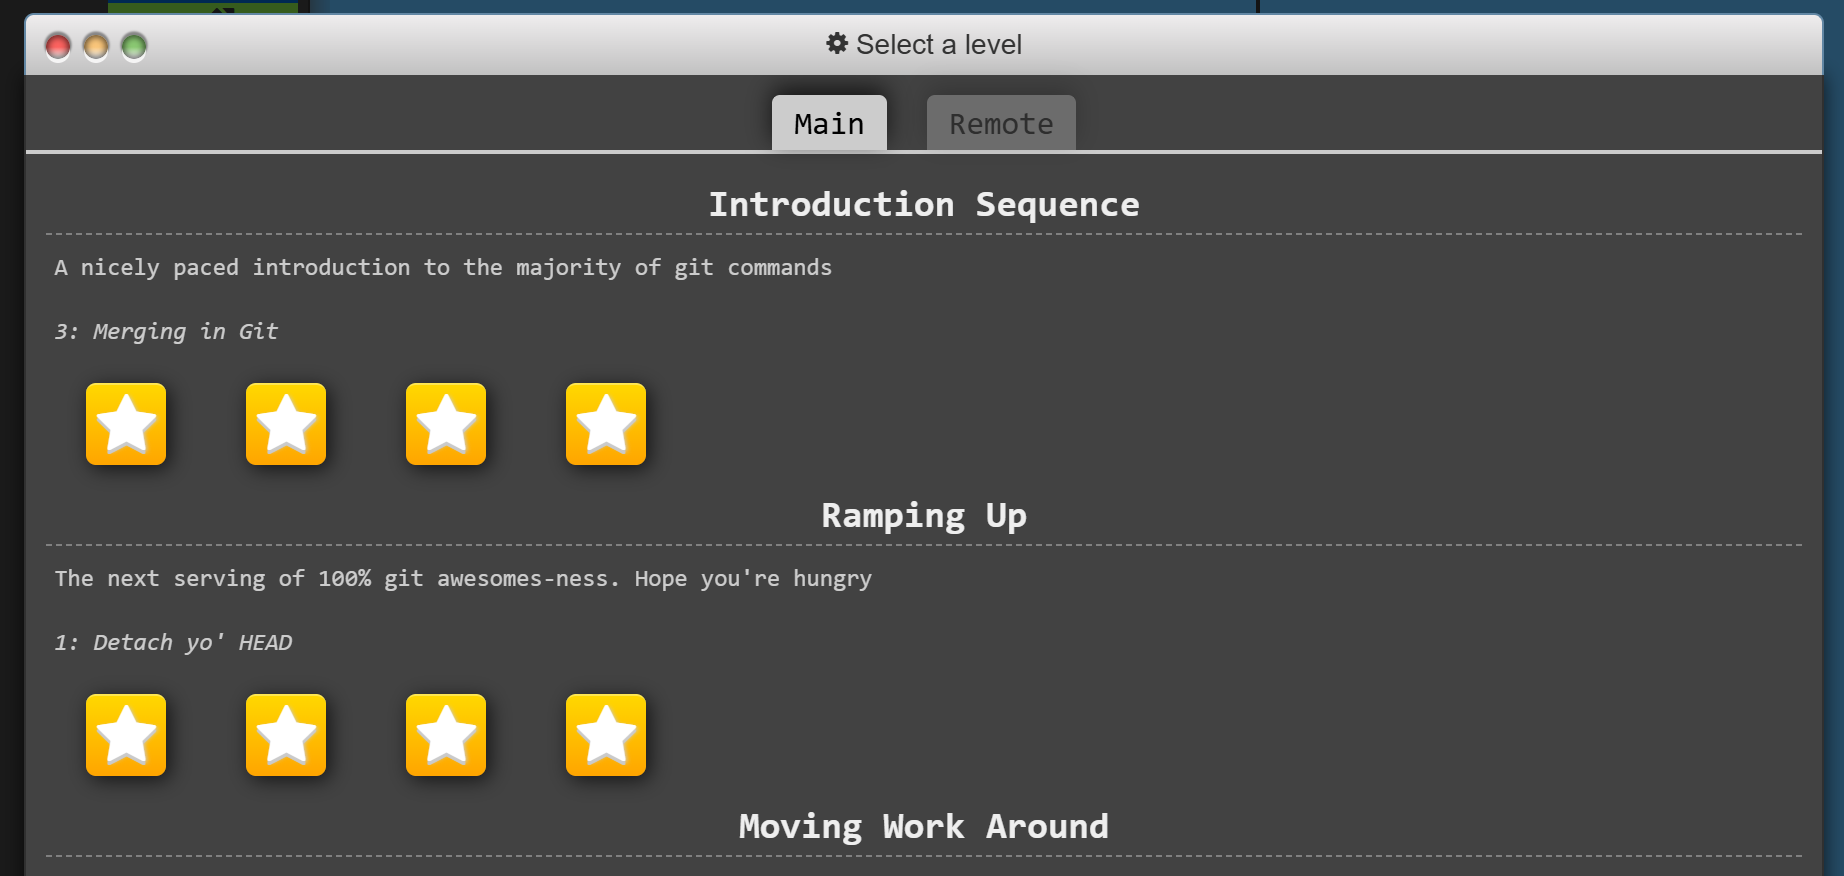 Select a level
Main
Remote
Introduction Sequence
A nicely paced introduction to the majority of git commands
3: Merging in Git
Ramping Up
The next serving of 100% git awesomes-ness. Hope you're hungry
1: Detach yo' HEAD
Moving Work Around